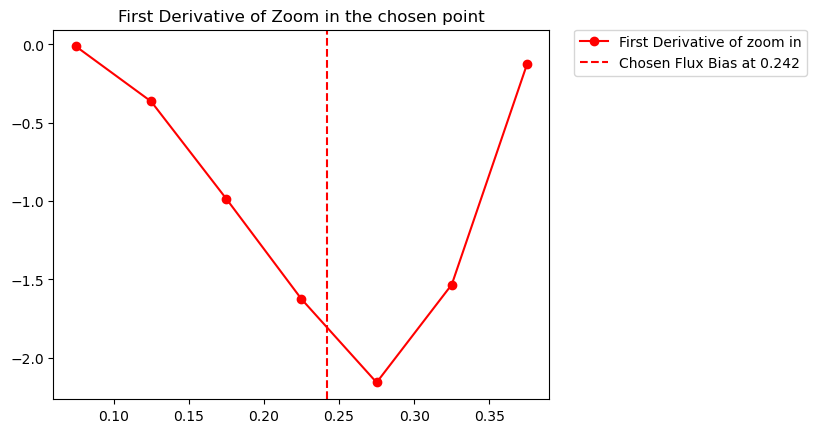 First Derivative of Zoom in the chosen point
First Derivative of zoom in
Chosen Flux Bias at 0.242
0.0
−0.5
−1.0
−1.5
−2.0
0.10 0.15 0.20 0.25 0.30 0.35